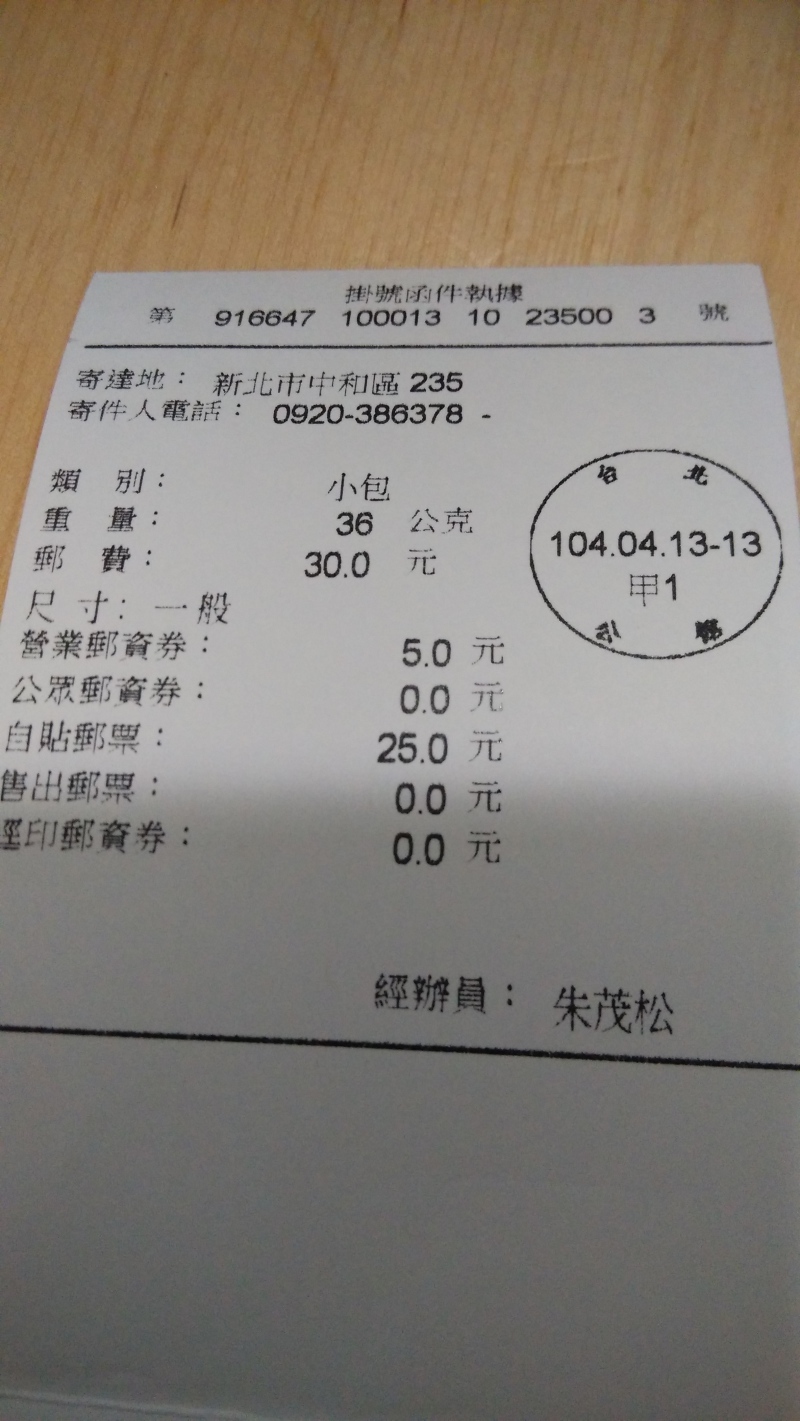 掛號函件執據
第 916647 100013 10 23500 3 號
寄達地： 新北市中和區 235
寄件人電話： 0920-386378 -
類 別： 小包
重 量： 36 公克
郵 費： 30.0 元
尺 寸： 一般
營業郵資券： 5.0 元
公眾郵資券： 0.0 元
自貼郵票： 25.0 元
售出郵票： 0.0 元
印郵資券： 0.0 元
台北
104.04.13-13
甲1
經辦員： 朱茂松